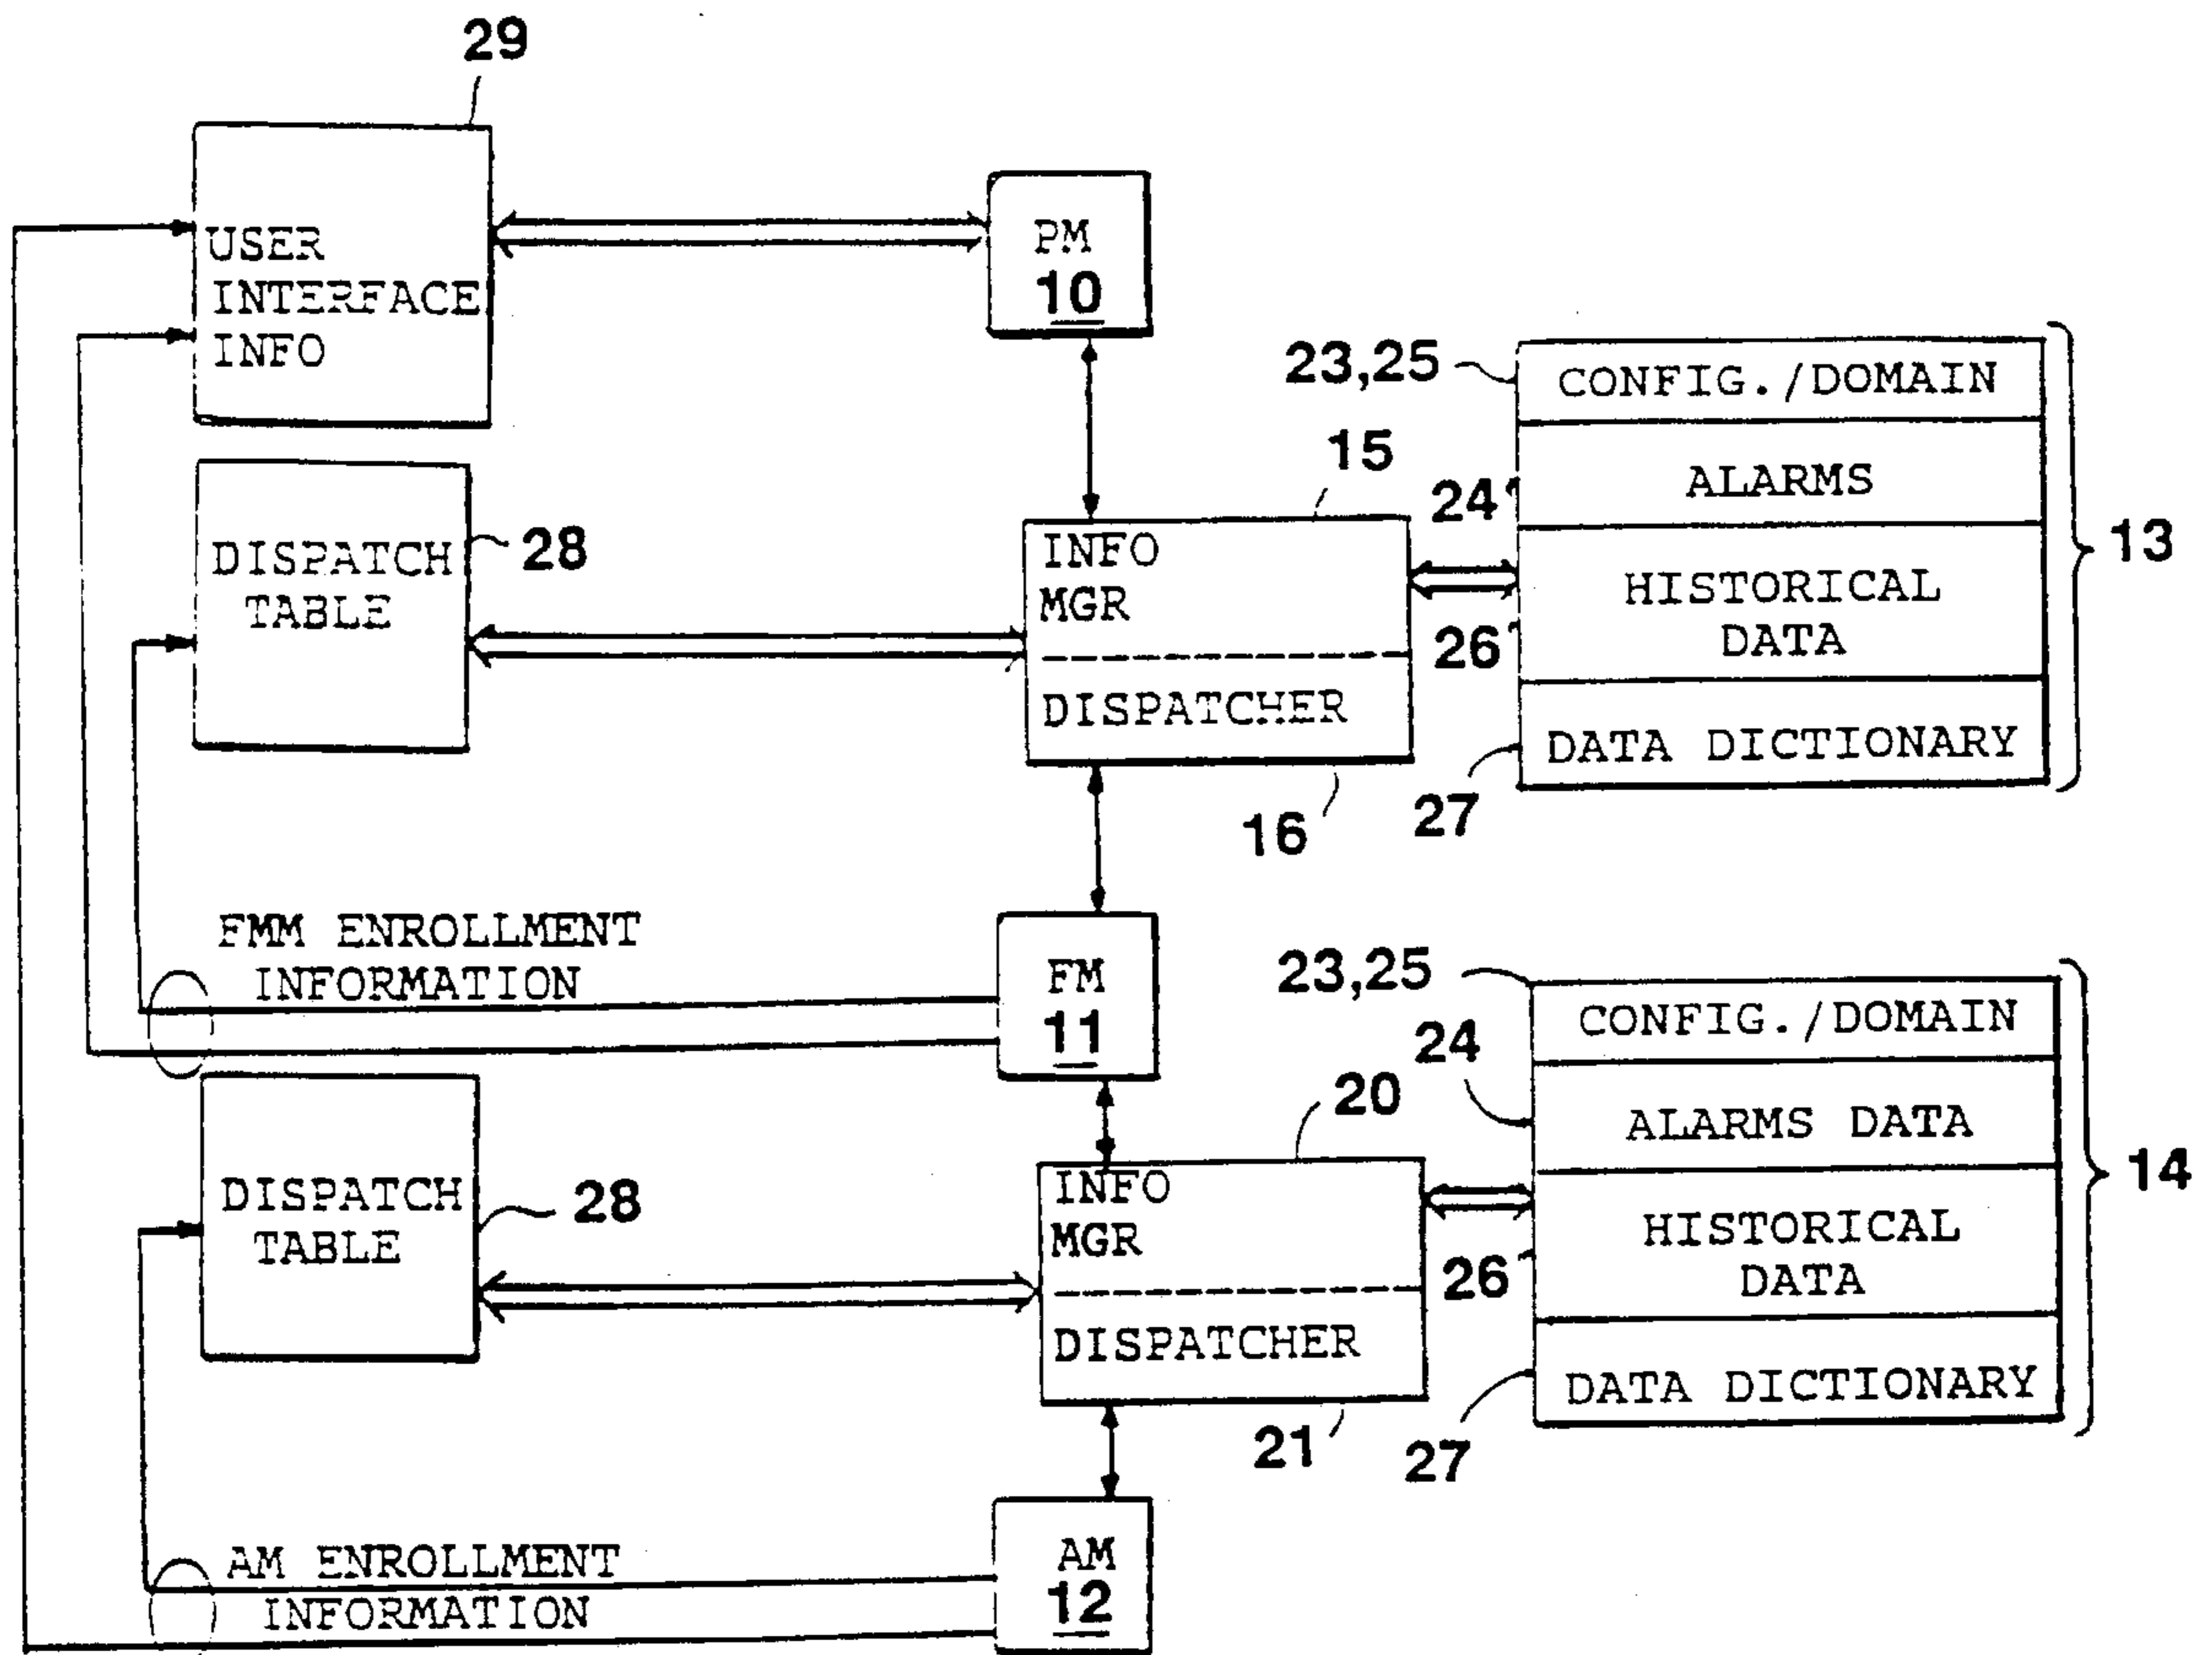 29
USER
INTERFACE
INFO
PM
10
23,25
CONFIG./DOMAIN
15
24
ALARMS
13
DISPATCH
TABLE
28
INFO
MGR
HISTORICAL
DATA
26
DISPATCHER
DATA DICTIONARY
27
16
FMM ENROLLMENT
INFORMATION
FM
11
23,25
CONFIG./DOMAIN
24
20
ALARMS DATA
14
DISPATCH
TABLE
28
INFO
MGR
HISTORICAL
DATA
26
DISPATCHER
DATA DICTIONARY
21
27
AM ENROLLMENT
INFORMATION
AM
12